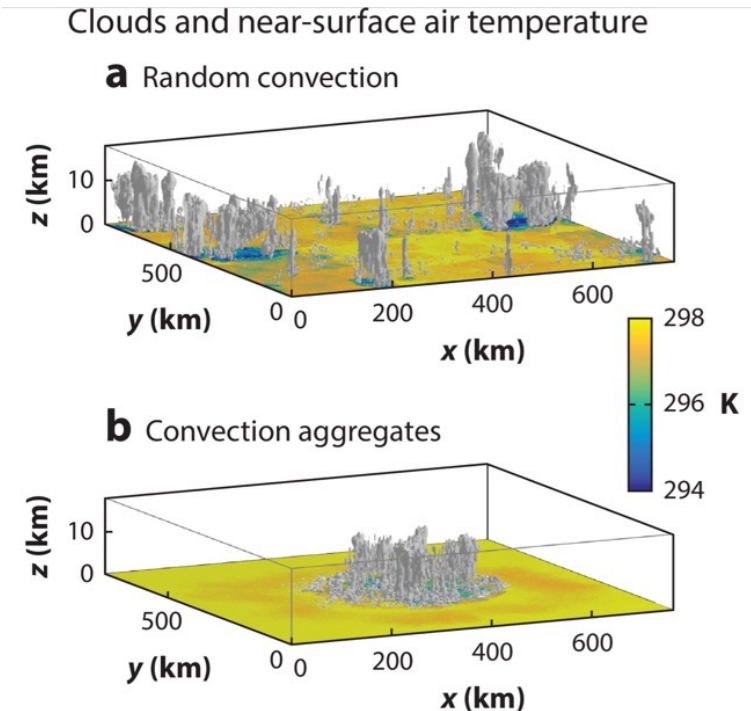 Clouds and near-surface air temperature
a Random convection
z (km)
10
0
500
0
y (km)
0
200
400
600
x (km)
298
296 K
294
b Convection aggregates
z (km)
10
0
500
0
y (km)
0
200
400
600
x (km)